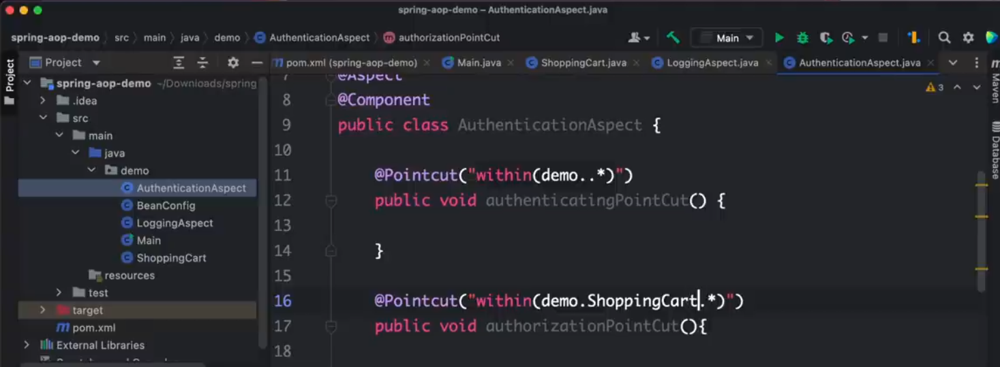 spring-aop-demo – AuthenticationAspect.java
spring-aop-demo src main java demo AuthenticationAspect m authorizationPointCut Main
Project
Project
m pom.xml (spring-aop-demo) Main.java ShoppingCart.java LoggingAspect.java AuthenticationAspect.java
spring-aop-demo ~/Downloads/spring
.idea
src
main
java
demo
AuthenticationAspect
BeanConfig
LoggingAspect
Main
ShoppingCart
resources
test
target
m pom.xml
External Libraries
7 @Aspect
8 @Component
9 public class AuthenticationAspect {
10
11 @Pointcut("within(demo..*)")
12 public void authenticatingPointCut() {
13
14 }
15
16 @Pointcut("within(demo.ShoppingCart.*)")
17 public void authorizationPointCut(){
18
3
m
Maven
Database